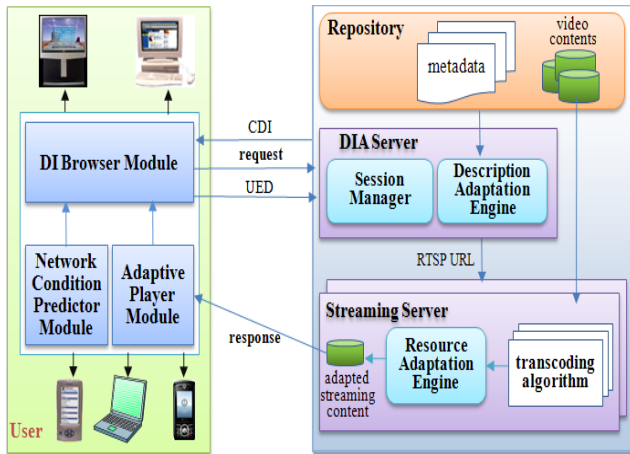 DI Browser Module
Network
Condition
Predictor
Module
Adaptive
Player
Module
User
CDI
request
UED
response
Repository
metadata
video
contents
DIA Server
Session
Manager
Description
Adaptation
Engine
RTSP URL
Streaming Server
adapted
streaming
content
Resource
Adaptation
Engine
transcoding
algorithm